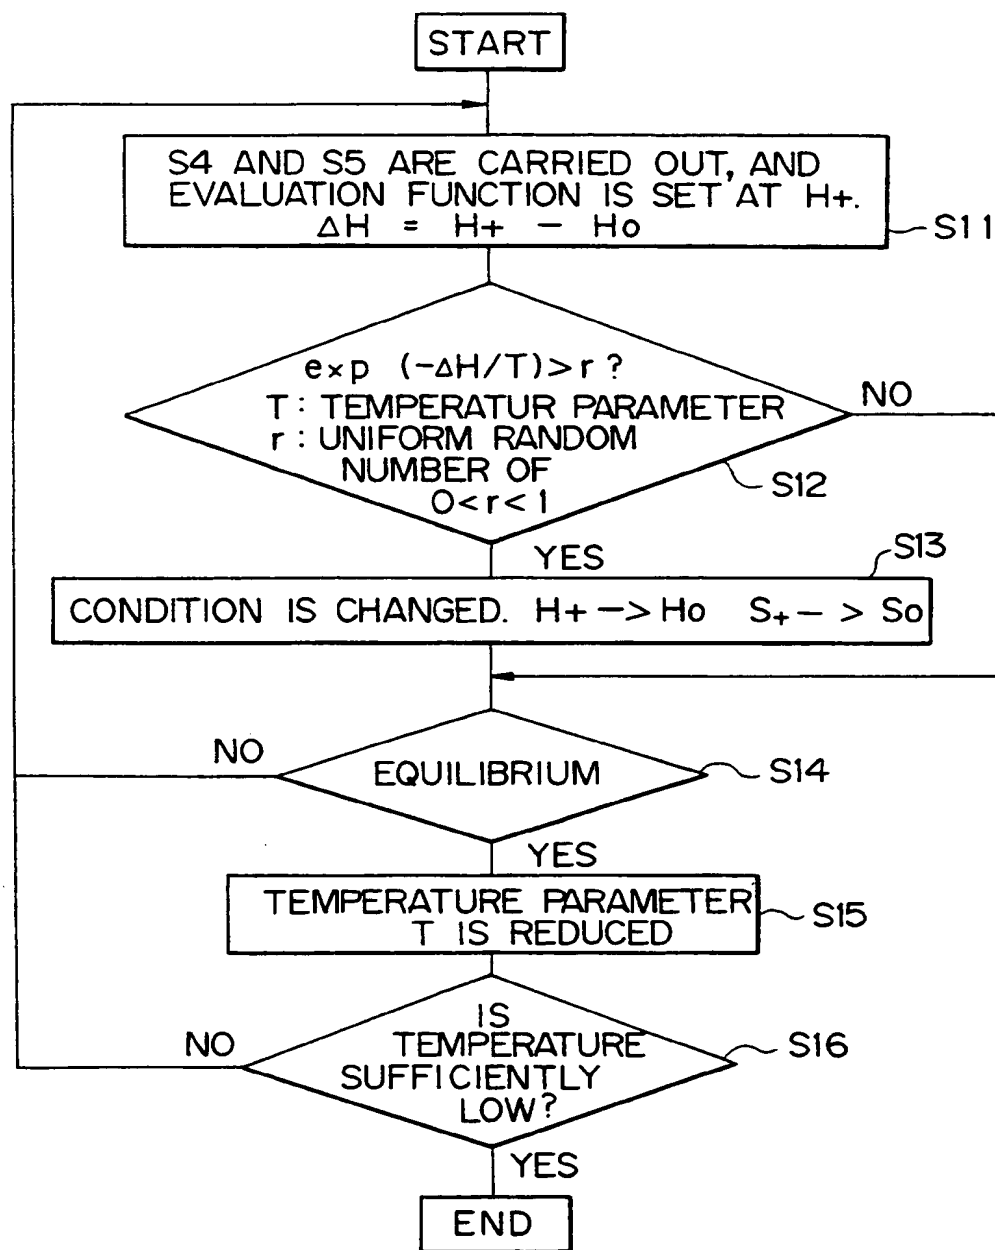 START
S4 AND S5 ARE CARRIED OUT, AND
EVALUATION FUNCTION IS SET AT H+.
ΔH = H+ - Ho
S11
exp (-ΔH/T)>r ?
T : TEMPERATUR PARAMETER
r : UNIFORM RANDOM
NUMBER OF
0<r<1
NO
S12
YES
S13
CONDITION IS CHANGED. H+ -> Ho S+ - > So
NO
EQUILIBRIUM
S14
YES
TEMPERATURE PARAMETER
T IS REDUCED
S15
IS
TEMPERATURE
SUFFICIENTLY
LOW?
NO
S16
YES
END